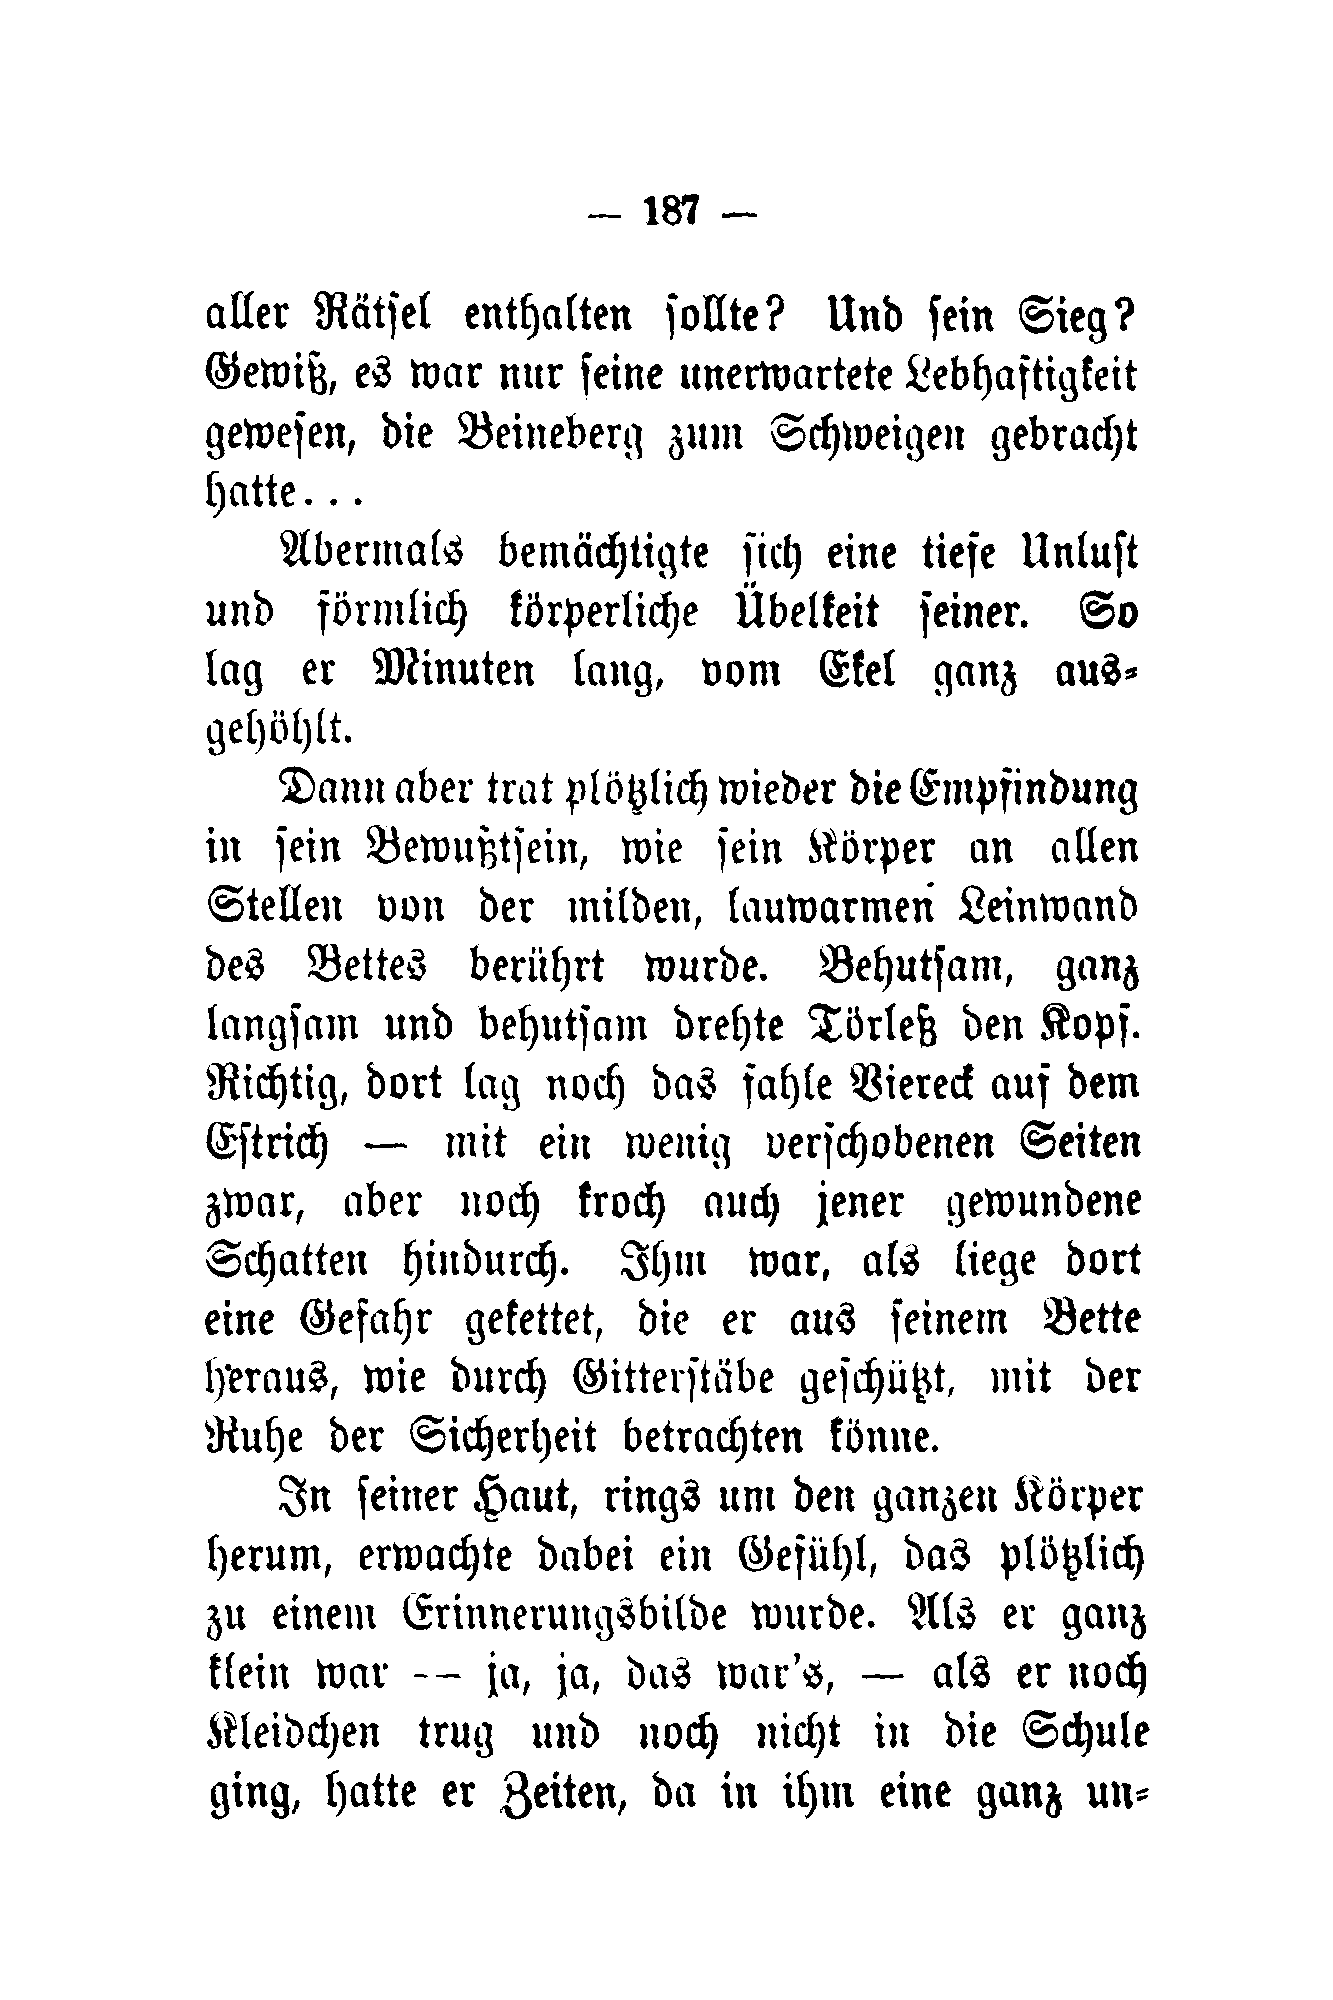 — 187 —
aller Rätsel enthalten sollte? Und sein Sieg?
Gewiß, es war nur seine unerwartete Lebhaftigkeit
gewesen, die Beineberg zum Schweigen gebracht
hatte...
Abermals bemächtigte sich eine tiefe Unlust
und förmlich körperliche Übelkeit seiner. So
lag er Minuten lang, vom Ekel ganz aus-
gehöhlt.
Dann aber trat plötzlich wieder die Empfindung
in sein Bewußtsein, wie sein Körper an allen
Stellen von der milden, lauwarmen Leinwand
des Bettes berührt wurde. Behutsam, ganz
langsam und behutsam drehte Törleß den Kopf.
Richtig, dort lag noch das fahle Viereck auf dem
Estrich — mit ein wenig verschobenen Seiten
zwar, aber noch kroch auch jener gewundene
Schatten hindurch. Ihm war, als liege dort
eine Gefahr gekettet, die er aus seinem Bette
heraus, wie durch Gitterstäbe geschützt, mit der
Ruhe der Sicherheit betrachten könne.
In seiner Haut, rings um den ganzen Körper
herum, erwachte dabei ein Gefühl, das plötzlich
zu einem Erinnerungsbilde wurde. Als er ganz
klein war — ja, ja, das war's, — als er noch
Kleidchen trug und noch nicht in die Schule
ging, hatte er Zeiten, da in ihm eine ganz un-